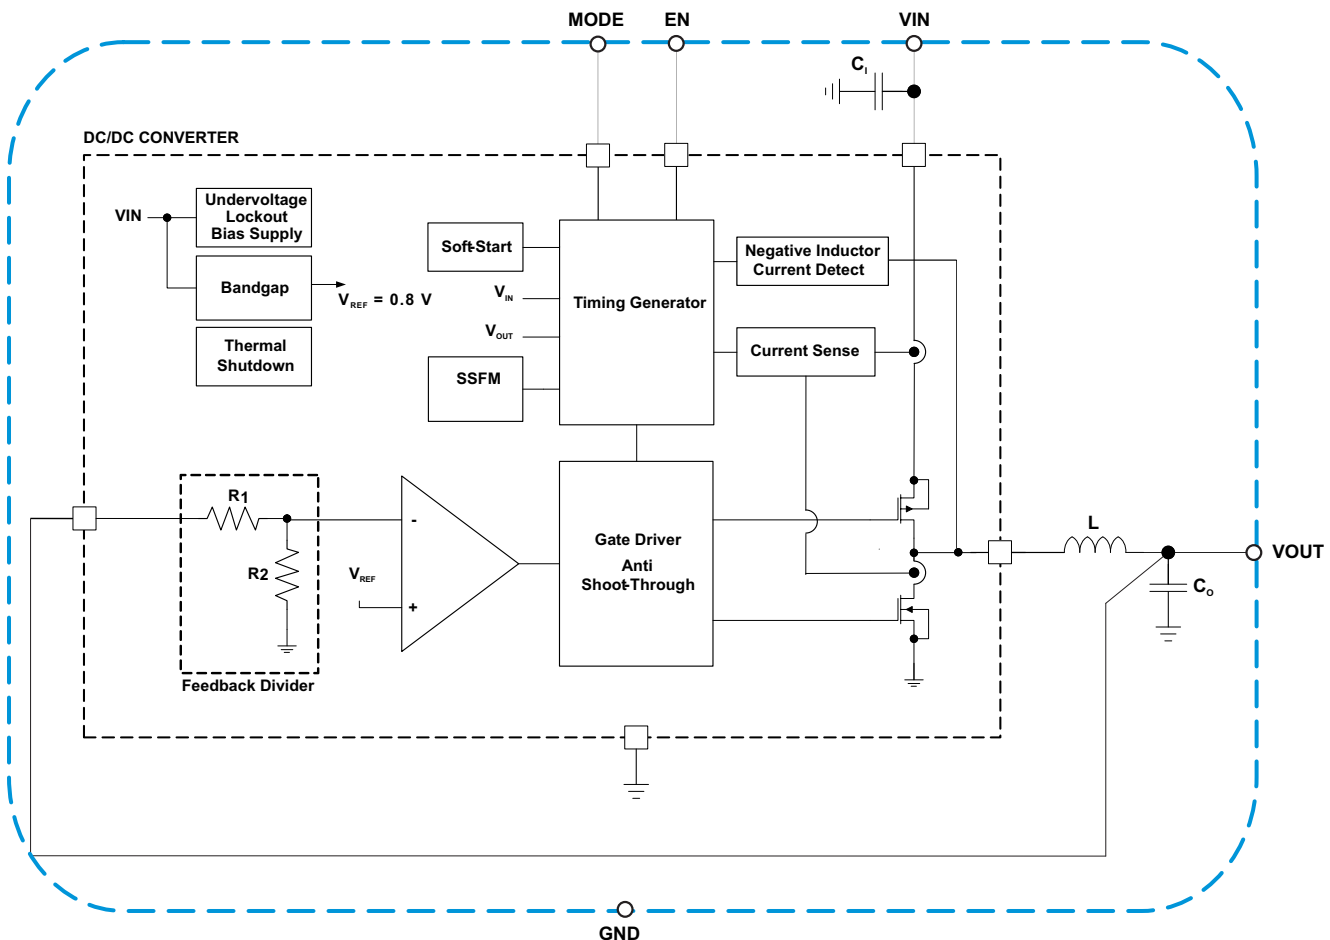 MODE
EN
VIN
CI
DC/DC CONVERTER
Undervoltage
Lockout
Bias Supply
VIN
Bandgap
VREF = 0.8 V
Thermal
Shutdown
Soft-Start
VIN
VOUT
SSFM
Timing Generator
Negative Inductor
Current Detect
Current Sense
R1
R2
Feedback Divider
-
VREF
+
Gate Driver
Anti
Shoot-Through
L
VOUT
CO
GND